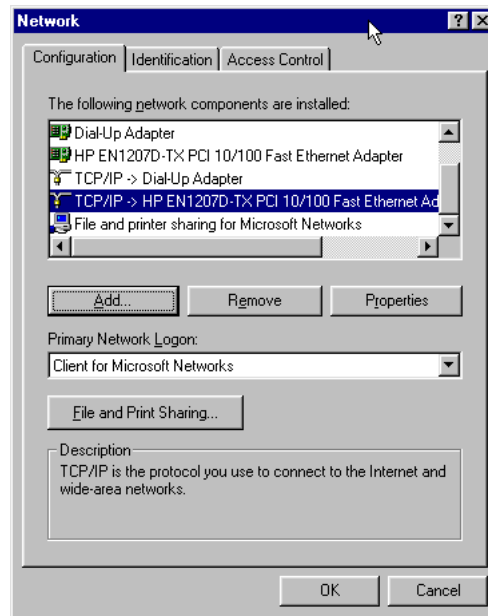 Network
Configuration Identification Access Control
The following network components are installed:
Dial-Up Adapter
HP EN1207D-TX PCI 10/100 Fast Ethernet Adapter
TCP/IP -> Dial-Up Adapter
TCP/IP -> HP EN1207D-TX PCI 10/100 Fast Ethernet Ad
File and printer sharing for Microsoft Networks
Add... Remove Properties
Primary Network Logon:
Client for Microsoft Networks
File and Print Sharing...
Description
TCP/IP is the protocol you use to connect to the Internet and
wide-area networks.
OK Cancel